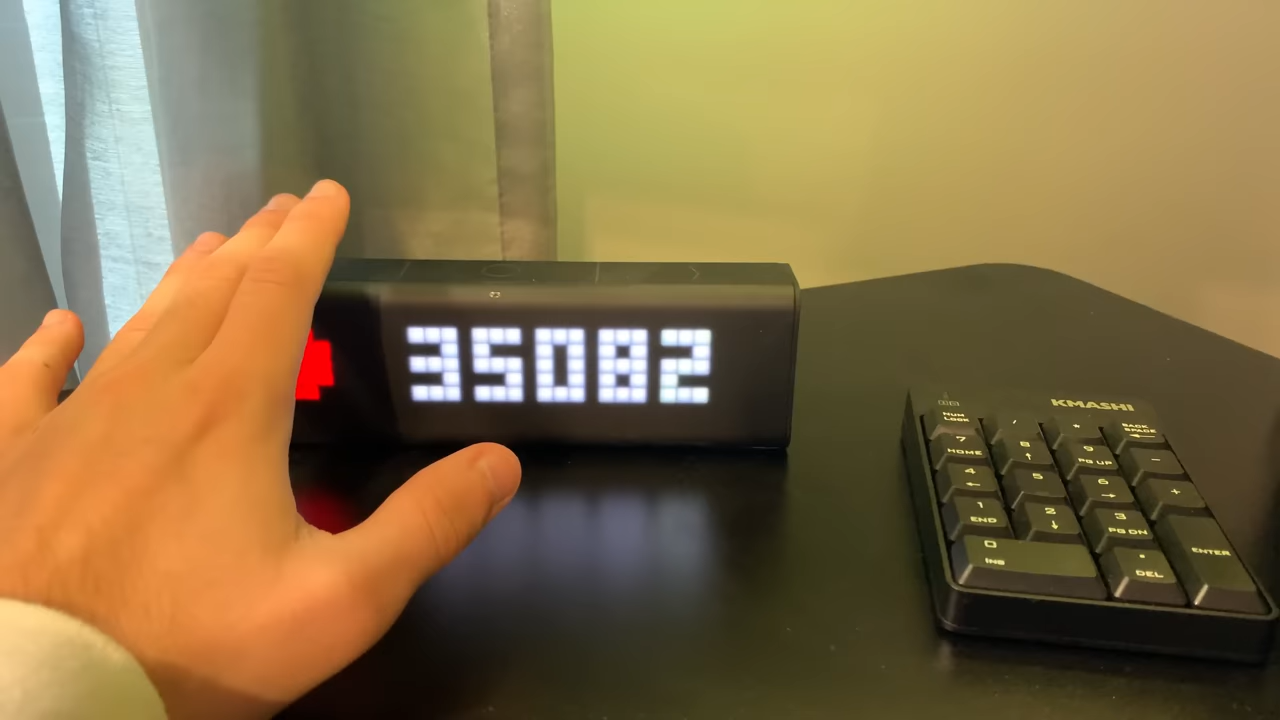 35082
KMASHI
NUM LOCK / * BACK SPACE
7 HOME 8 ↑ 9 PG UP -
4 ← 5 6 → +
1 END 2 ↓ 3 PG DN ENTER
0 INS . DEL